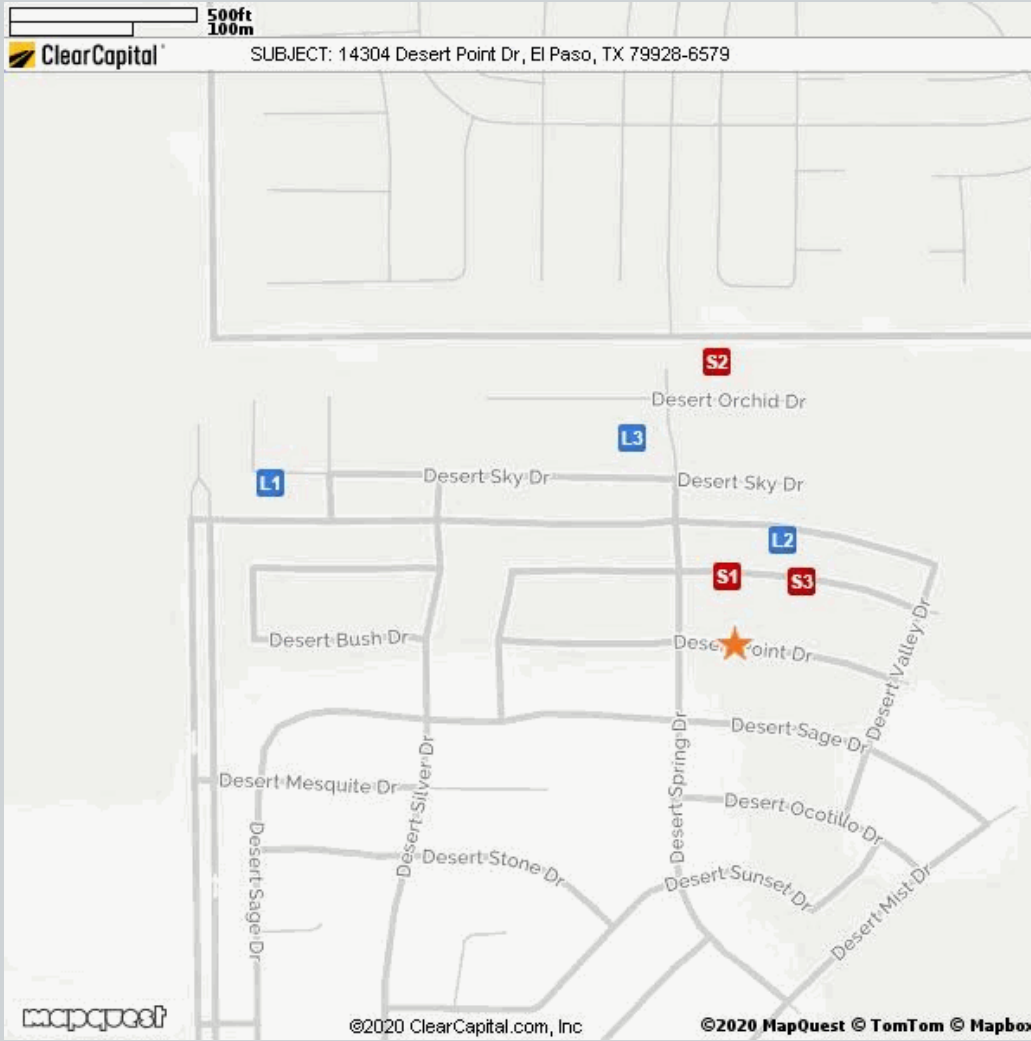 500ft
100m
ClearCapital
SUBJECT: 14304 Desert Point Dr, El Paso, TX 79928-6579
S2
Desert Orchid Dr
L3
L1
Desert Sky Dr
Desert Sky Dr
L2
S1
S3
Desert Bush Dr
Dese oint Dr
Desert Valley Dr
Desert Sage Dr
Desert Spring Dr
Desert Silver Dr
Desert Mesquite Dr
Desert Ocotillo Dr
Desert Stone Dr
Desert Sage Dr
Desert Sunset Dr
Desert Mist Dr
mapquest
©2020 ClearCapital.com, Inc
©2020 MapQuest © TomTom © Mapbox